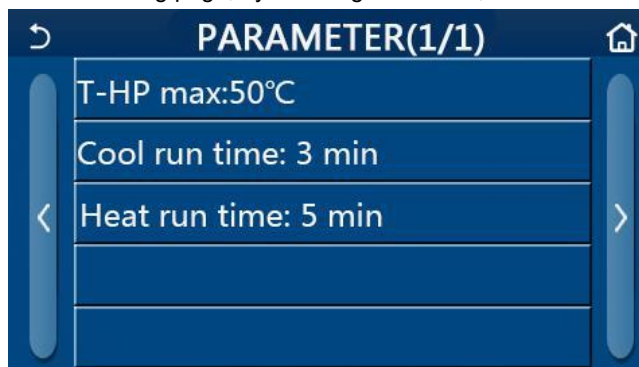 PARAMETER(1/1)
T-HP max:50℃
Cool run time: 3 min
Heat run time: 5 min